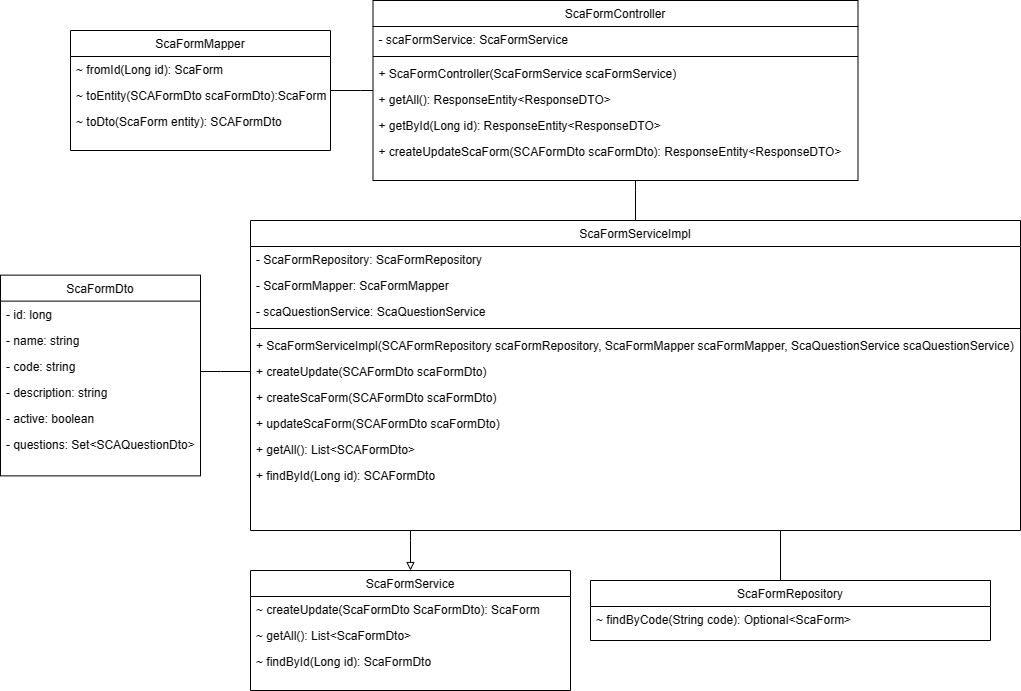 ScaFormController
- scaFormService: ScaFormService
+ ScaFormController(ScaFormService scaFormService)
+ getAll(): ResponseEntity<ResponseDTO>
+ getById(Long id): ResponseEntity<ResponseDTO>
+ createUpdateScaForm(SCAFormDto scaFormDto): ResponseEntity<ResponseDTO>
ScaFormMapper
~ fromId(Long id): ScaForm
~ toEntity(SCAFormDto scaFormDto):ScaForm
~ toDto(ScaForm entity): SCAFormDto
ScaFormServiceImpl
- ScaFormRepository: ScaFormRepository
- ScaFormMapper: ScaFormMapper
- scaQuestionService: ScaQuestionService
+ ScaFormServiceImpl(SCAFormRepository scaFormRepository, ScaFormMapper scaFormMapper, ScaQuestionService scaQuestionService)
+ createUpdate(SCAFormDto scaFormDto)
+ createScaForm(SCAFormDto scaFormDto)
+ updateScaForm(SCAFormDto scaFormDto)
+ getAll(): List<SCAFormDto>
+ findById(Long id): SCAFormDto
ScaFormDto
- id: long
- name: string
- code: string
- description: string
- active: boolean
- questions: Set<SCAQuestionDto>
ScaFormService
~ createUpdate(ScaFormDto ScaFormDto): ScaForm
~ getAll(): List<ScaFormDto>
~ findById(Long id): ScaFormDto
ScaFormRepository
~ findByCode(String code): Optional<ScaForm>